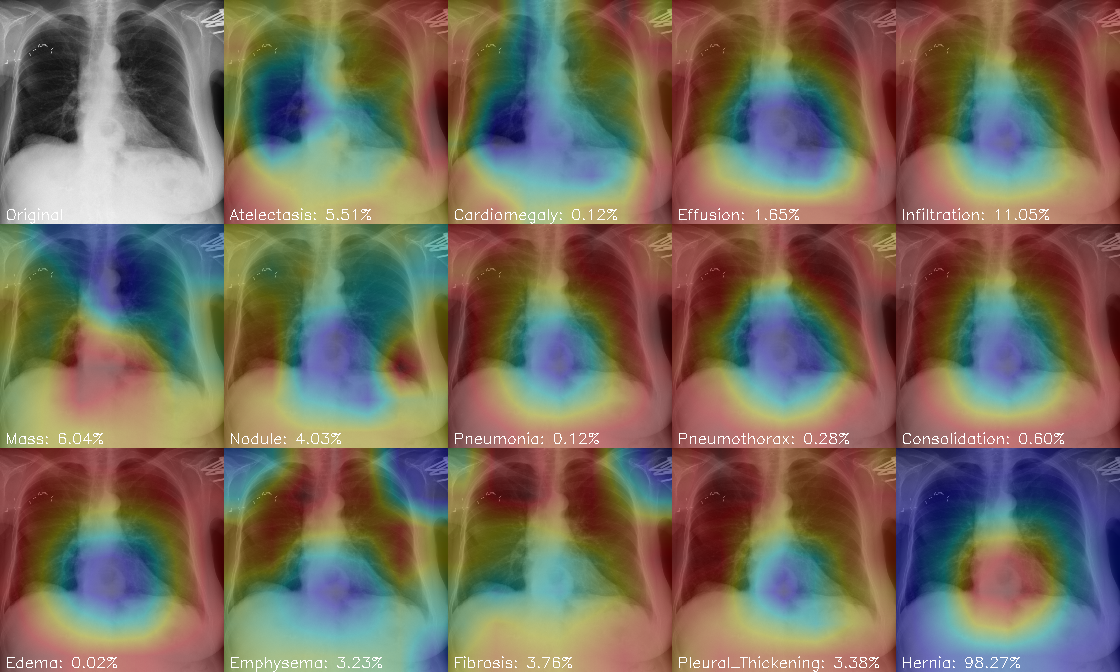 Original
Atelectasis: 5.51%
Cardiomegaly: 0.12%
Effusion: 1.65%
Infiltration: 11.05%
Mass: 6.04%
Nodule: 4.03%
Pneumonia: 0.12%
Pneumothorax: 0.28%
Consolidation: 0.60%
Edema: 0.02%
Emphysema: 3.23%
Fibrosis: 3.76%
Pleural_Thickening: 3.38%
Hernia: 98.27%